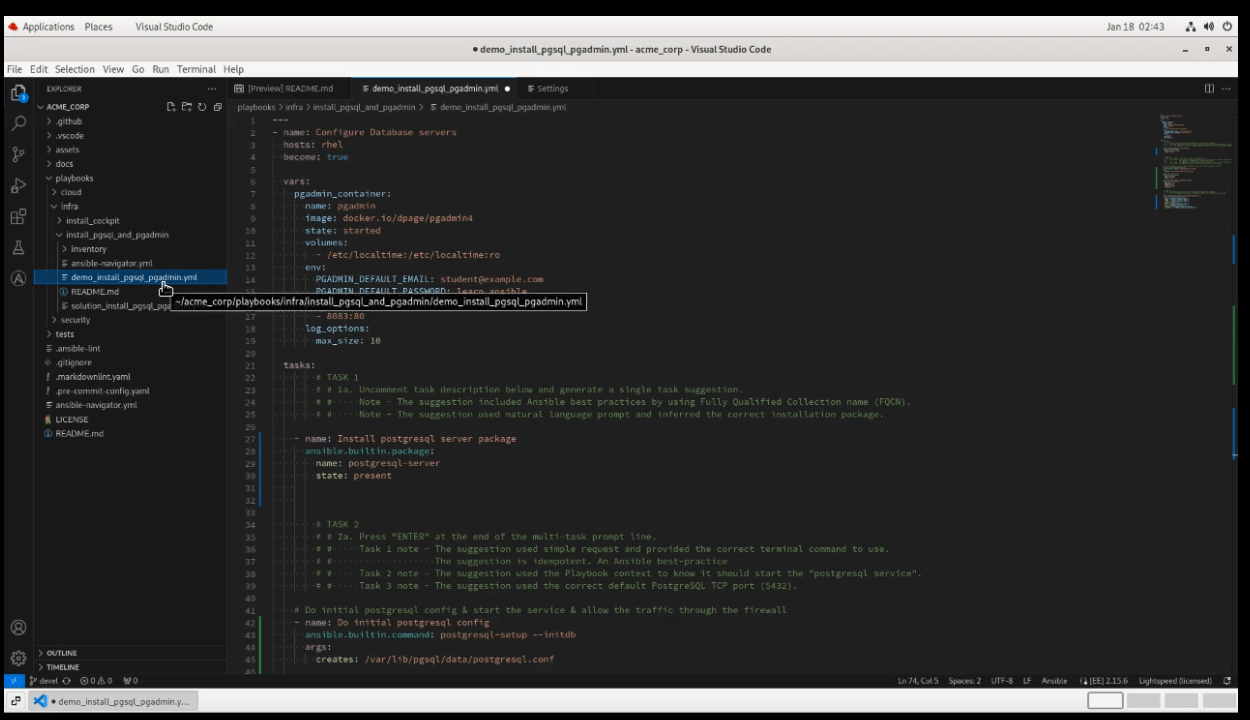 Applications Places Visual Studio Code Jan 18 02:43
● demo_install_pgsql_pgadmin.yml - acme_corp - Visual Studio Code
File Edit Selection View Go Run Terminal Help
EXPLORER
ACME_CORP
.github
.vscode
assets
docs
playbooks
cloud
infra
install_cockpit
install_pgsql_and_pgadmin
inventory
ansible-navigator.yml
demo_install_pgsql_pgadmin.yml
README.md
solution_install_pgsql_pga
security
tests
.ansible-lint
.gitignore
.markdownlint.yaml
.pre-commit-config.yaml
ansible-navigator.yml
LICENSE
README.md
OUTLINE
TIMELINE
[Preview] README.md demo_install_pgsql_pgadmin.yml ● Settings
playbooks > infra > install_pgsql_and_pgadmin > demo_install_pgsql_pgadmin.yml
1 ---
2 - name: Configure Database servers
3 hosts: rhel
4 become: true
5
6 vars:
7 pgadmin_container:
8 name: pgadmin
9 image: docker.io/dpage/pgadmin4
10 state: started
11 volumes:
12 - /etc/localtime:/etc/localtime:ro
13 env:
14 PGADMIN_DEFAULT_EMAIL: student@example.com
PGADMIN_DEFAULT_PASSWORD: learn_ansible
~/acme_corp/playbooks/infra/install_pgsql_and_pgadmin/demo_install_pgsql_pgadmin.yml
17 - 8083:80
18 log_options:
19 max_size: 10
20
21 tasks:
22 # TASK 1
23 # # 1a. Uncomment task description below and generate a single task suggestion.
24 # # Note - The suggestion included Ansible best practices by using Fully Qualified Collection name (FQCN).
25 # # Note - The suggestion used natural language prompt and inferred the correct installation package.
26
27 - name: Install postgresql server package
28 ansible.builtin.package:
29 name: postgresql-server
30 state: present
31
32
33
34 # TASK 2
35 # # 2a. Press "ENTER" at the end of the multi-task prompt line.
36 # # Task 1 note - The suggestion used simple request and provided the correct terminal command to use.
37 # # The suggestion is idempotent. An Ansible best-practice
38 # # Task 2 note - The suggestion used the Playbook context to know it should start the "postgresql service".
39 # # Task 3 note - The suggestion used the correct default PostgreSQL TCP port (5432).
40
41 # Do initial postgresql config & start the service & allow the traffic through the firewall
42 - name: Do initial postgresql config
43 ansible.builtin.command: postgresql-setup --initdb
44 args:
45 creates: /var/lib/pgsql/data/postgresql.conf
46
devel 0 0 0 Ln 74, Col 5 Spaces: 2 UTF-8 LF Ansible [EE] 2.15.6 Lightspeed (licensed)
● demo_install_pgsql_pgadmin.y...